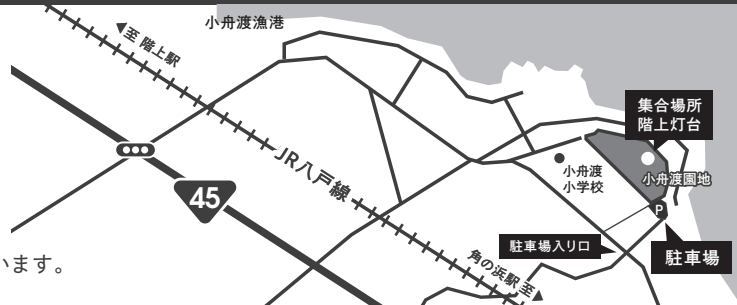 小舟渡漁港
▲至 階上駅
集合場所
階上灯台
JR八戸線
小舟渡
小学校
小舟渡園地
45
P
駐車場入り口
駐車場
角の浜駅 至▲
います。